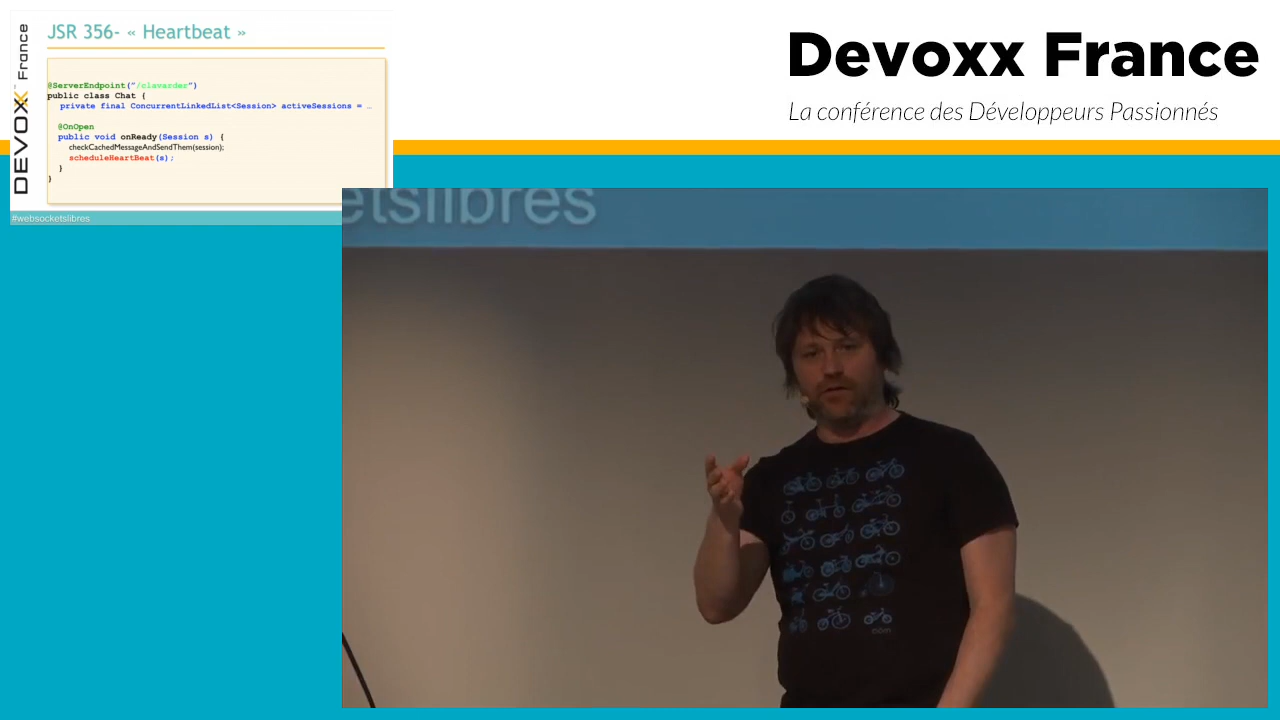 JSR 356- « Heartbeat »
DEVOXX™ France
@ServerEndpoint("/clavarder")
public class Chat {
private final ConcurrentLinkedList<Session> activeSessions = …
@OnOpen
public void onReady(Session s) {
checkCachedMessageAndSendThem(session);
scheduleHeartBeat(s);
}
}
#websocketslibres
Devoxx France
La conférence des Développeurs Passionnés
etslibres